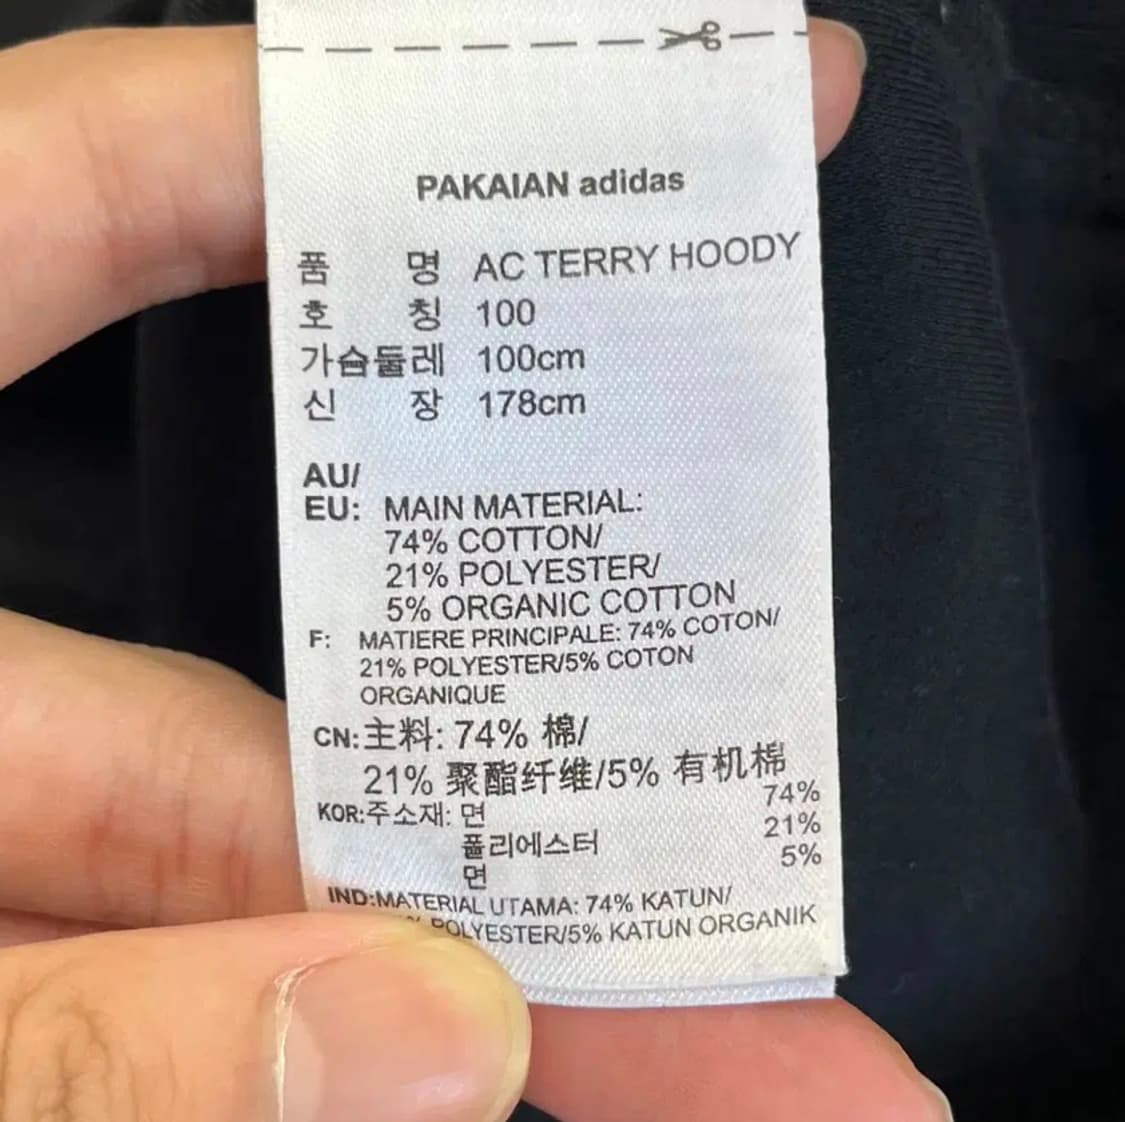 PAKAIAN adidas
품 명 AC TERRY HOODY
호 칭 100
가슴둘레 100cm
신 장 178cm
AU/
EU: MAIN MATERIAL:
74% COTTON/
21% POLYESTER/
5% ORGANIC COTTON
F: MATIERE PRINCIPALE: 74% COTON/
21% POLYESTER/5% COTON
ORGANIQUE
CN:主料: 74% 棉/
21% 聚酯纤维/5% 有机棉
KOR:주소재: 면 74%
폴리에스터 21%
면 5%
IND:MATERIAL UTAMA: 74% KATUN/
% POLYESTER/5% KATUN ORGANIK